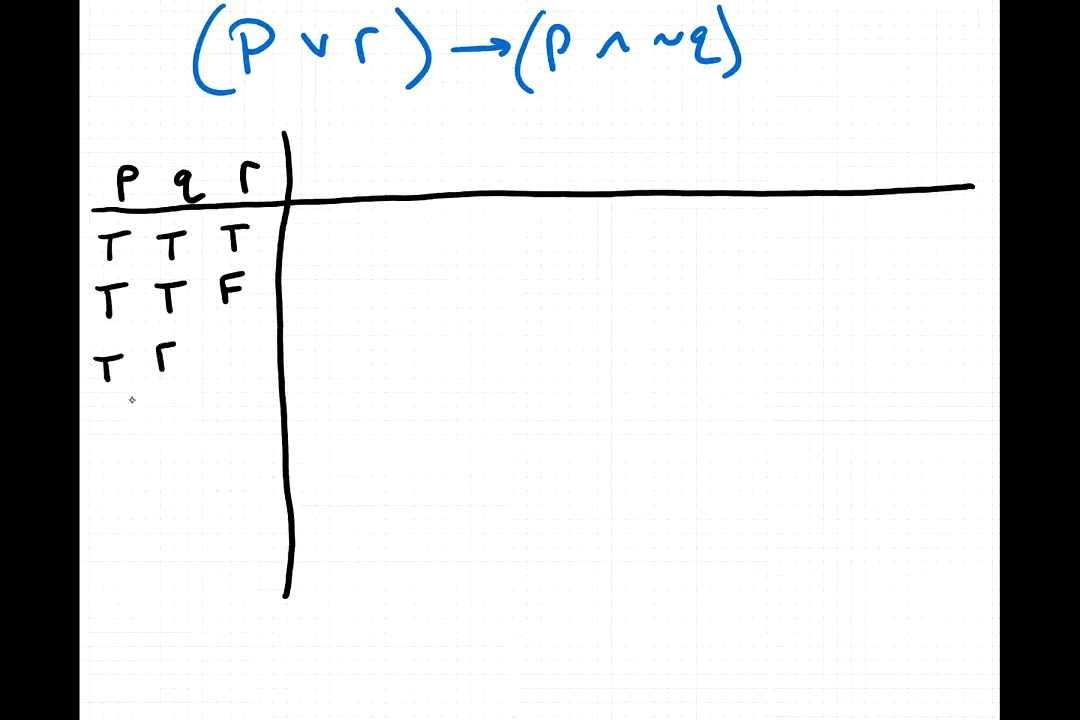 (p ∨ r) → (p ∧ ~q)
p q r
T T T
T T F
T